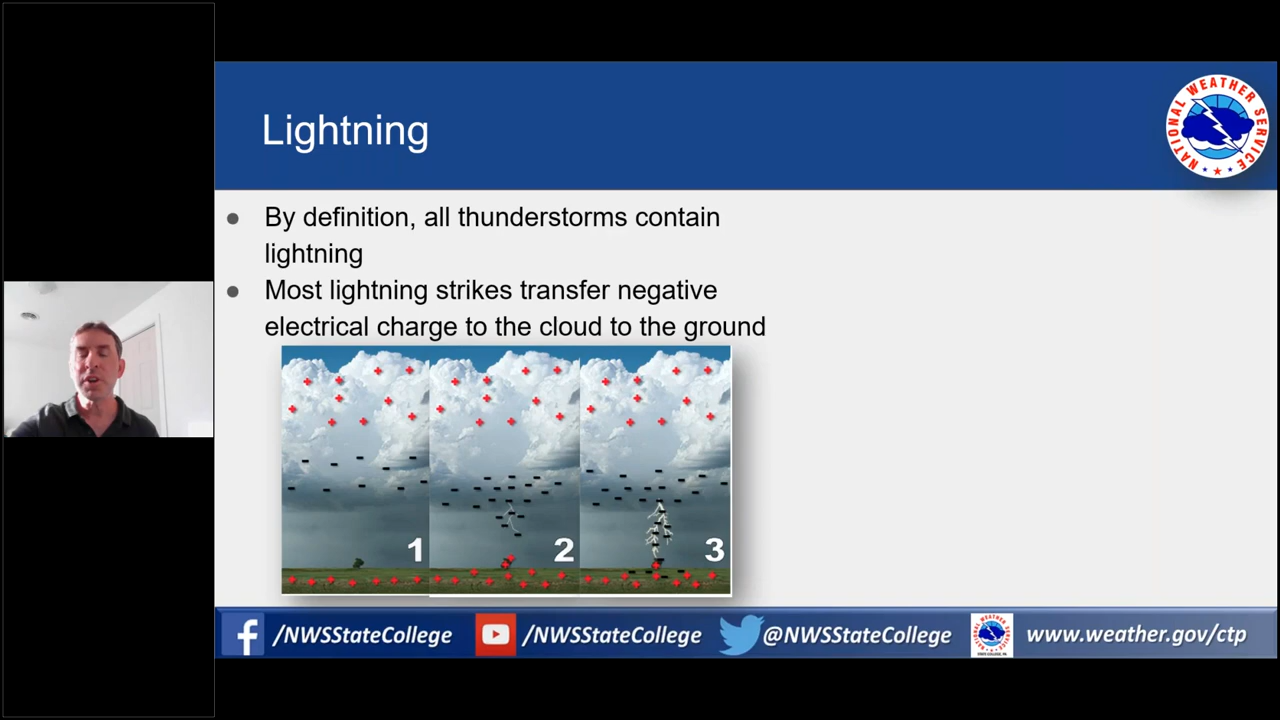 Lightning
NATIONAL WEATHER SERVICE
● By definition, all thunderstorms contain
lightning
● Most lightning strikes transfer negative
electrical charge to the cloud to the ground
1
2
3
/NWSStateCollege
/NWSStateCollege
@NWSStateCollege
www.weather.gov/ctp